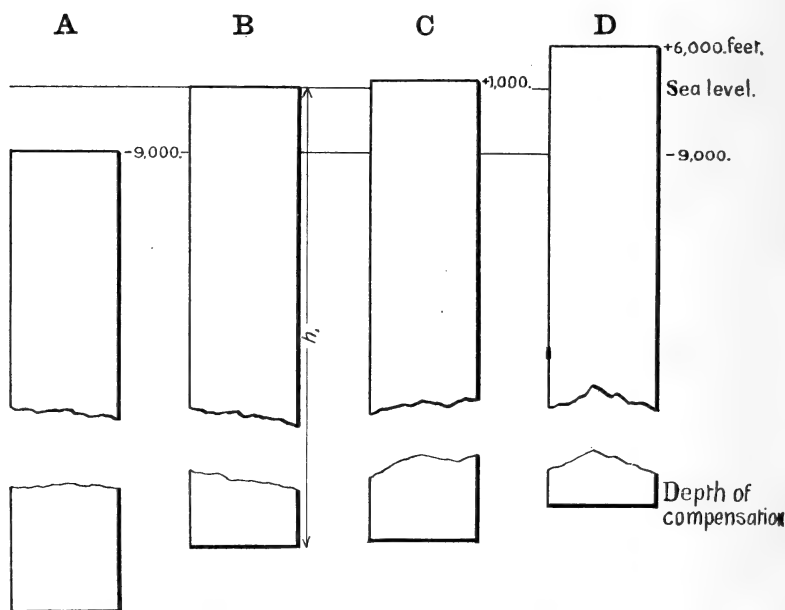 A B C D
+6,000.feet.
+1,000.
Sea level.
-9,000.
-9,000.
h.
Depth of
compensation